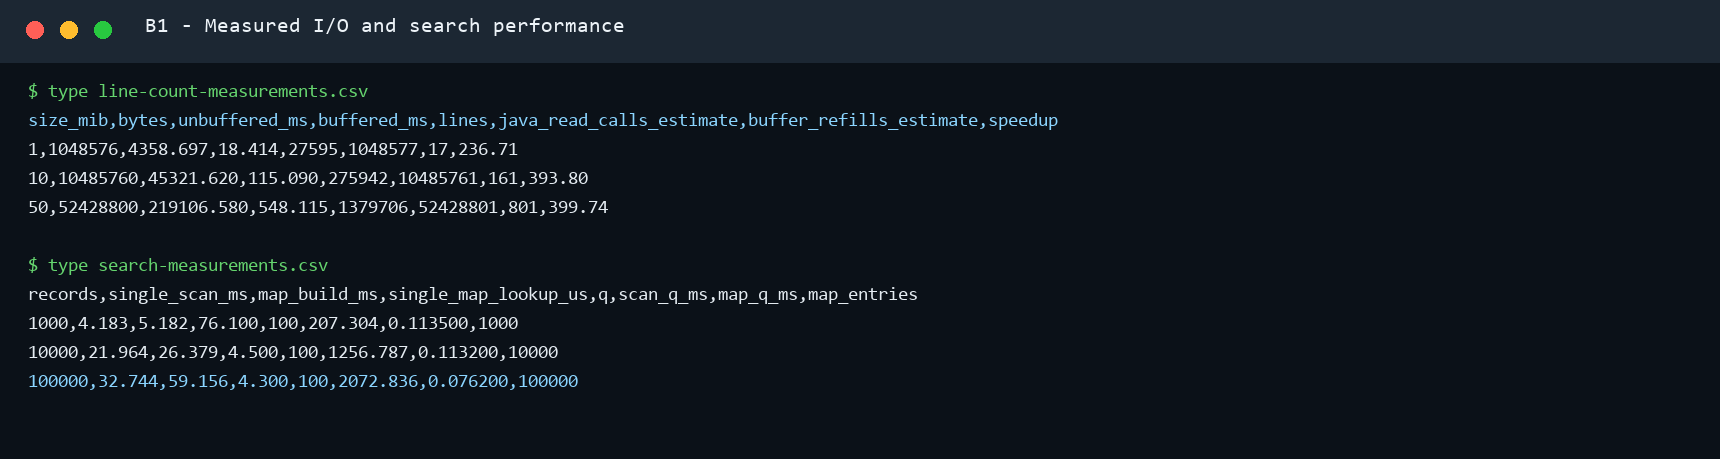 B1 - Measured I/O and search performance
$ type line-count-measurements.csv
size_mib,bytes,unbuffered_ms,buffered_ms,lines,java_read_calls_estimate,buffer_refills_estimate,speedup
1,1048576,4358.697,18.414,27595,1048577,17,236.71
10,10485760,45321.620,115.090,275942,10485761,161,393.80
50,52428800,219106.580,548.115,1379706,52428801,801,399.74
$ type search-measurements.csv
records,single_scan_ms,map_build_ms,single_map_lookup_us,q,scan_q_ms,map_q_ms,map_entries
1000,4.183,5.182,76.100,100,207.304,0.113500,1000
10000,21.964,26.379,4.500,100,1256.787,0.113200,10000
100000,32.744,59.156,4.300,100,2072.836,0.076200,100000